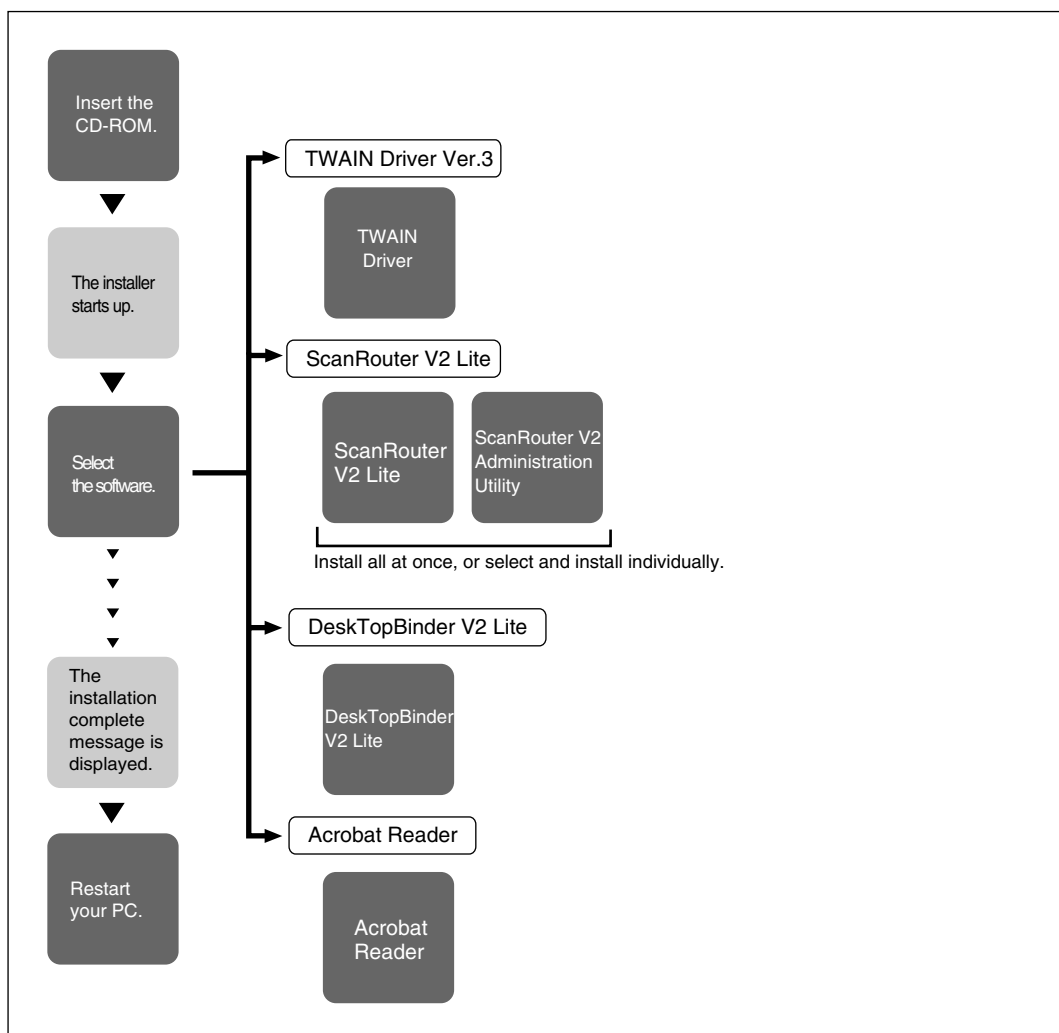 Insert the
CD-ROM.
The installer
starts up.
Select
the software.
The
installation
complete
message is
displayed.
Restart
your PC.
TWAIN Driver Ver.3
TWAIN
Driver
ScanRouter V2 Lite
ScanRouter
V2 Lite
ScanRouter V2
Administration
Utility
Install all at once, or select and install individually.
DeskTopBinder V2 Lite
DeskTopBinder
V2 Lite
Acrobat Reader
Acrobat
Reader